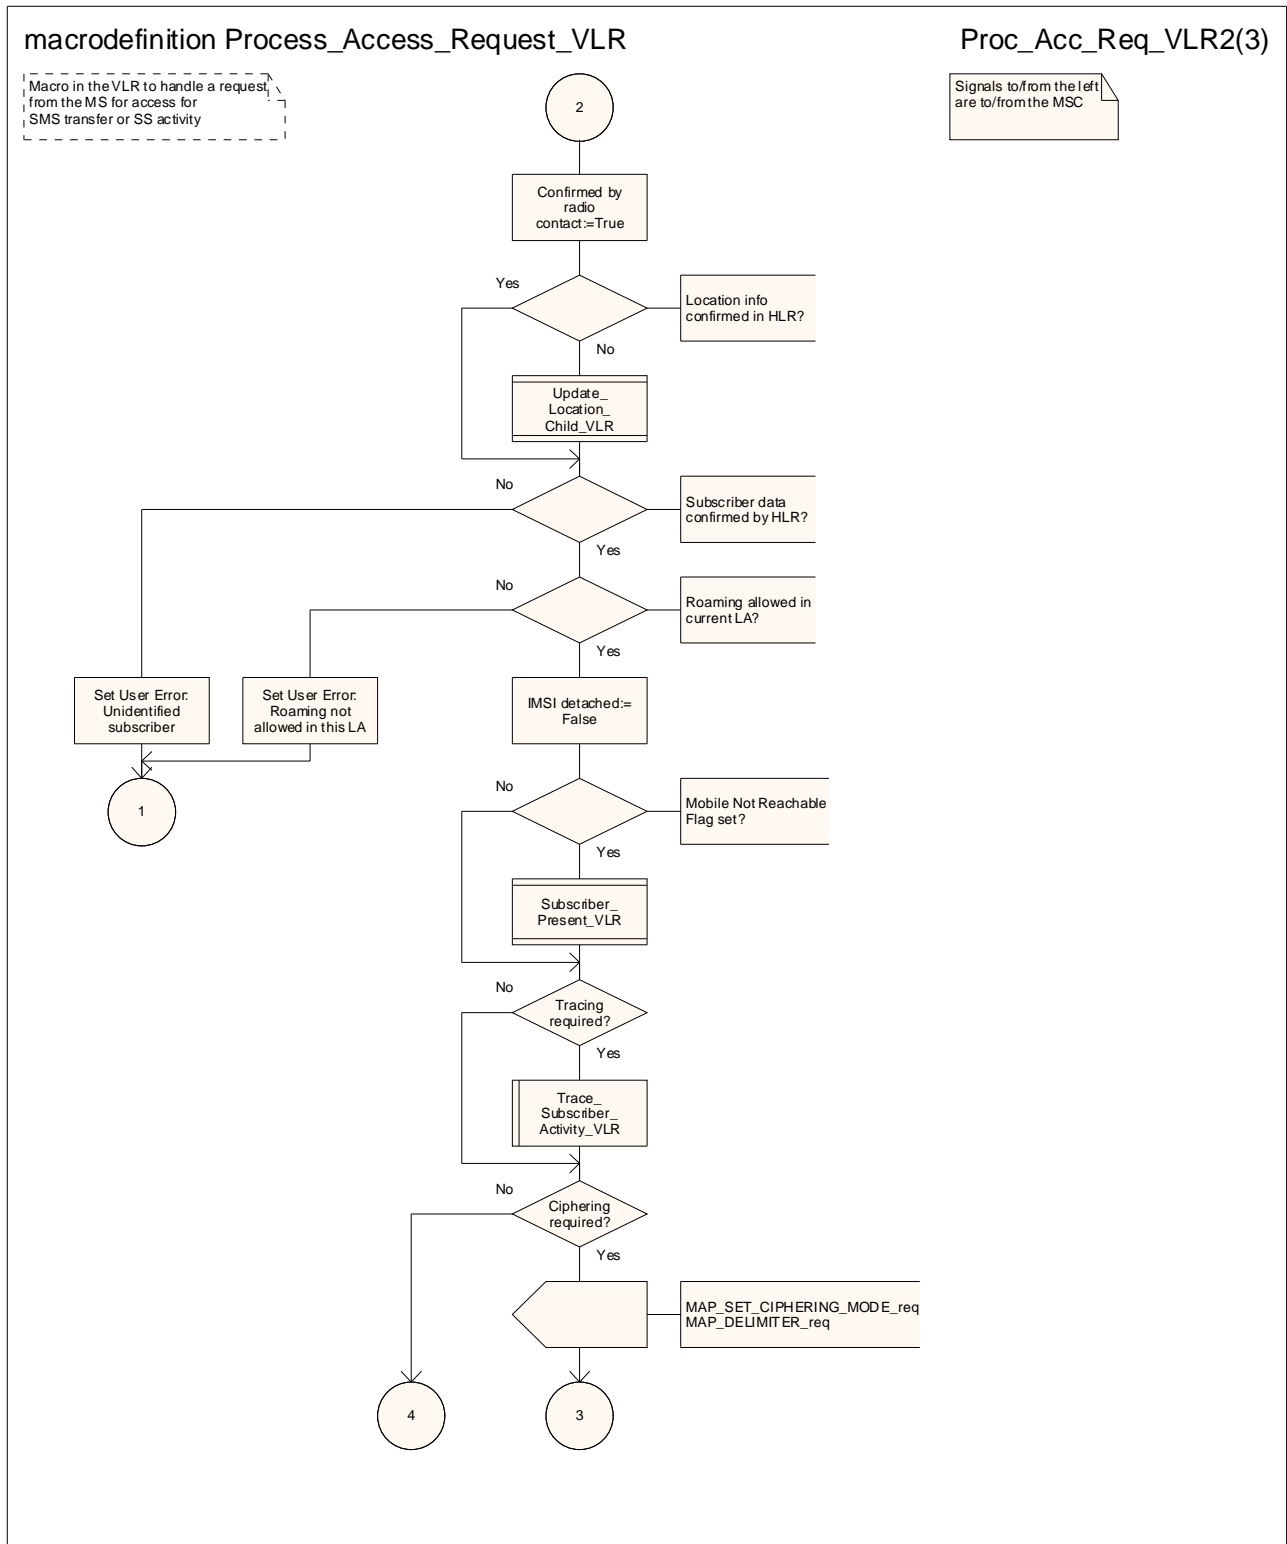 macrodefinition Process_Access_Request_VLR
Proc_Acc_Req_VLR2(3)
Macro in the VLR to handle a request
from the MS for access for
SMS transfer or SS activity
2
Signals to/from the left
are to/from the MSC
Confirmed by
radio
contact:=True
Yes
Location info
confirmed in HLR?
No
Update_
Location_
Child_VLR
No
Subscriber data
confirmed by HLR?
Yes
No
Roaming allowed in
current LA?
Yes
Set User Error:
Unidentified
subscriber
Set User Error:
Roaming not
allowed in this LA
IMSI detached:=
False
1
No
Mobile Not Reachable
Flag set?
Yes
Subscriber_
Present_VLR
No
Tracing
required?
Yes
Trace_
Subscriber_
Activity_VLR
No
Ciphering
required?
Yes
MAP_SET_CIPHERING_MODE_req
MAP_DELIMITER_req
4
3